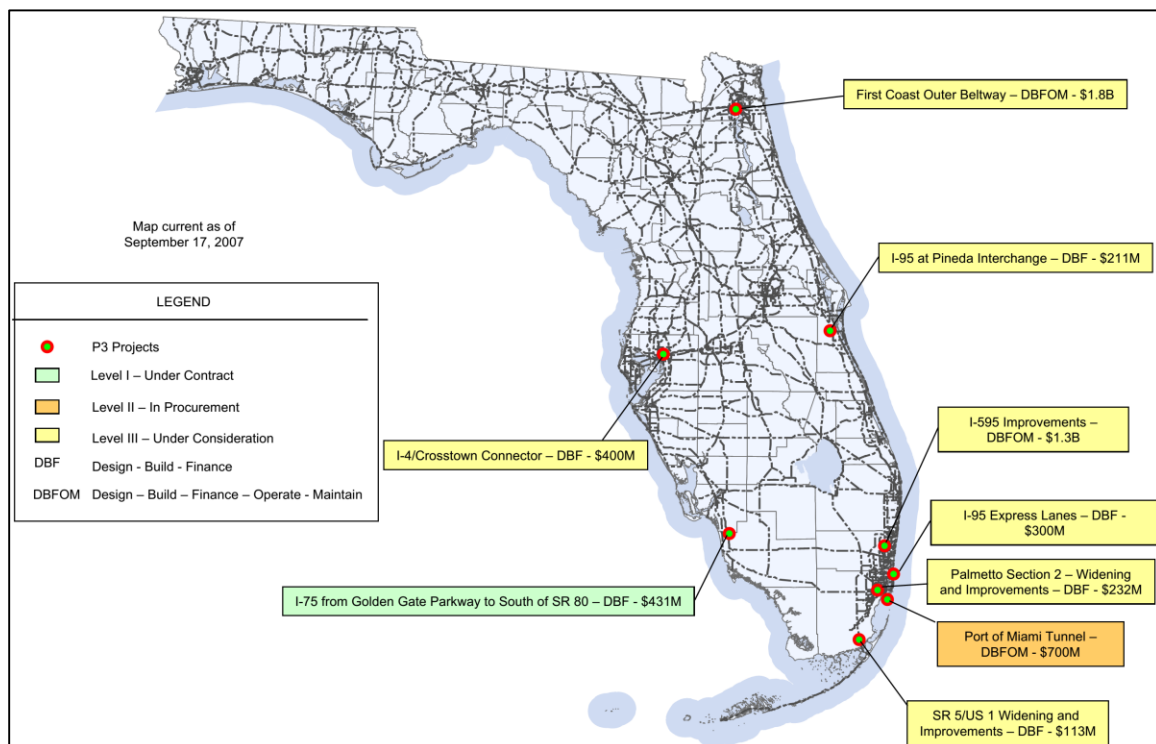 First Coast Outer Beltway – DBFOM - $1.8B
Map current as of
September 17, 2007
I-95 at Pineda Interchange – DBF - $211M
LEGEND
P3 Projects
Level I – Under Contract
Level II – In Procurement
Level III – Under Consideration
DBF Design - Build - Finance
DBFOM Design – Build – Finance – Operate - Maintain
I-4/Crosstown Connector – DBF - $400M
I-595 Improvements –
DBFOM - $1.3B
I-95 Express Lanes – DBF -
$300M
I-75 from Golden Gate Parkway to South of SR 80 – DBF - $431M
Palmetto Section 2 – Widening
and Improvements – DBF - $232M
Port of Miami Tunnel –
DBFOM - $700M
SR 5/US 1 Widening and
Improvements – DBF - $113M